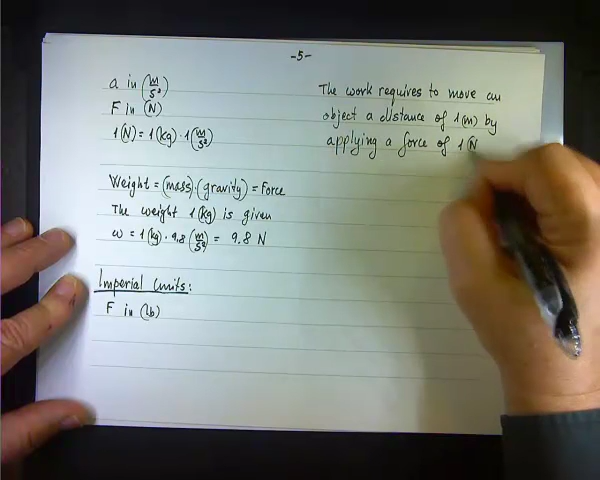 -5-
a in (m/s²)
F in (N)
1(N) = 1(kg) · 1(m/s²)
Weight = (mass)·(gravity) = Force
The weight 1(kg) is given
w = 1(kg) · 9.8 (m/s²) = 9.8 N
Imperial units:
F in (lb)
The work requires to move an
object a distance of 1(m) by
applying a force of 1(N